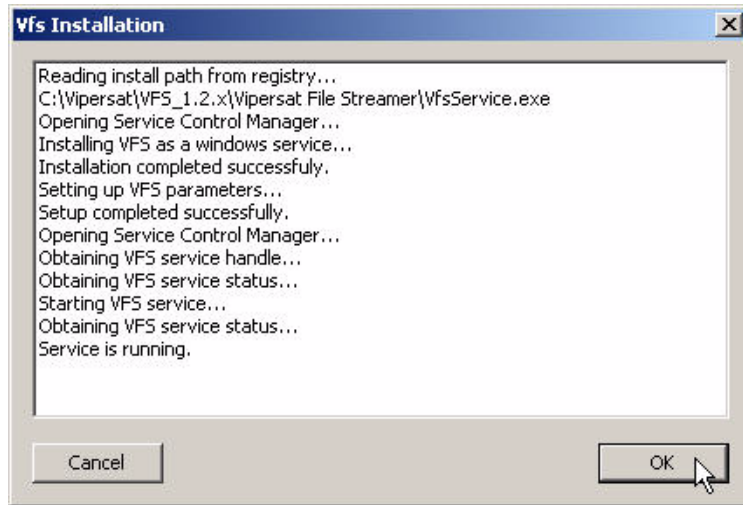 Vfs Installation
Reading install path from registry...
C:\Vipersat\VFS_1.2.x\Vipersat File Streamer\VfsService.exe
Opening Service Control Manager...
Installing VFS as a windows service...
Installation completed successfuly.
Setting up VFS parameters...
Setup completed successfully.
Opening Service Control Manager...
Obtaining VFS service handle...
Obtaining VFS service status...
Starting VFS service...
Obtaining VFS service status...
Service is running.
Cancel
OK